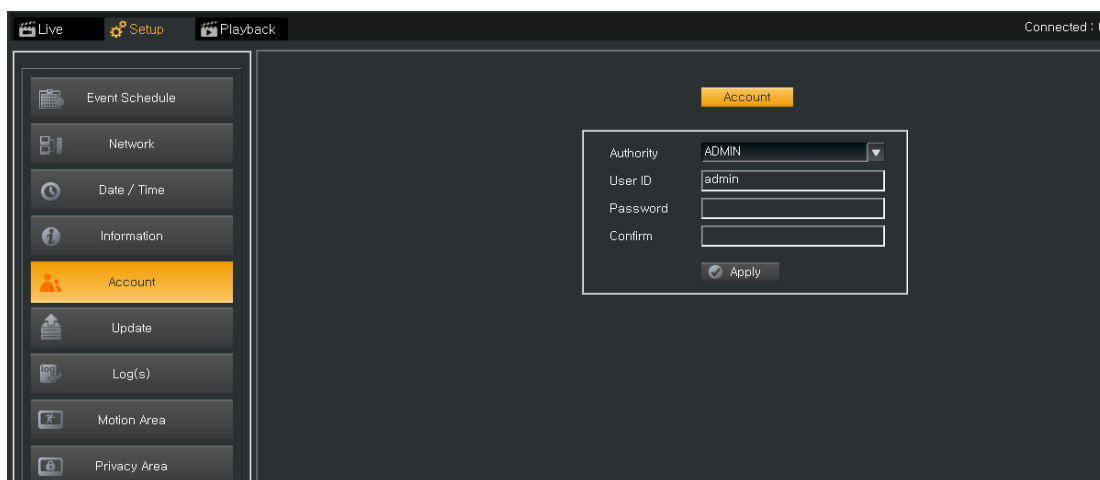 Live Setup Playback Connected :
Event Schedule
Network
Date / Time
Information
Account
Update
log
Log(s)
Motion Area
Privacy Area
Account
Authority ADMIN
User ID admin
Password
Confirm
Apply